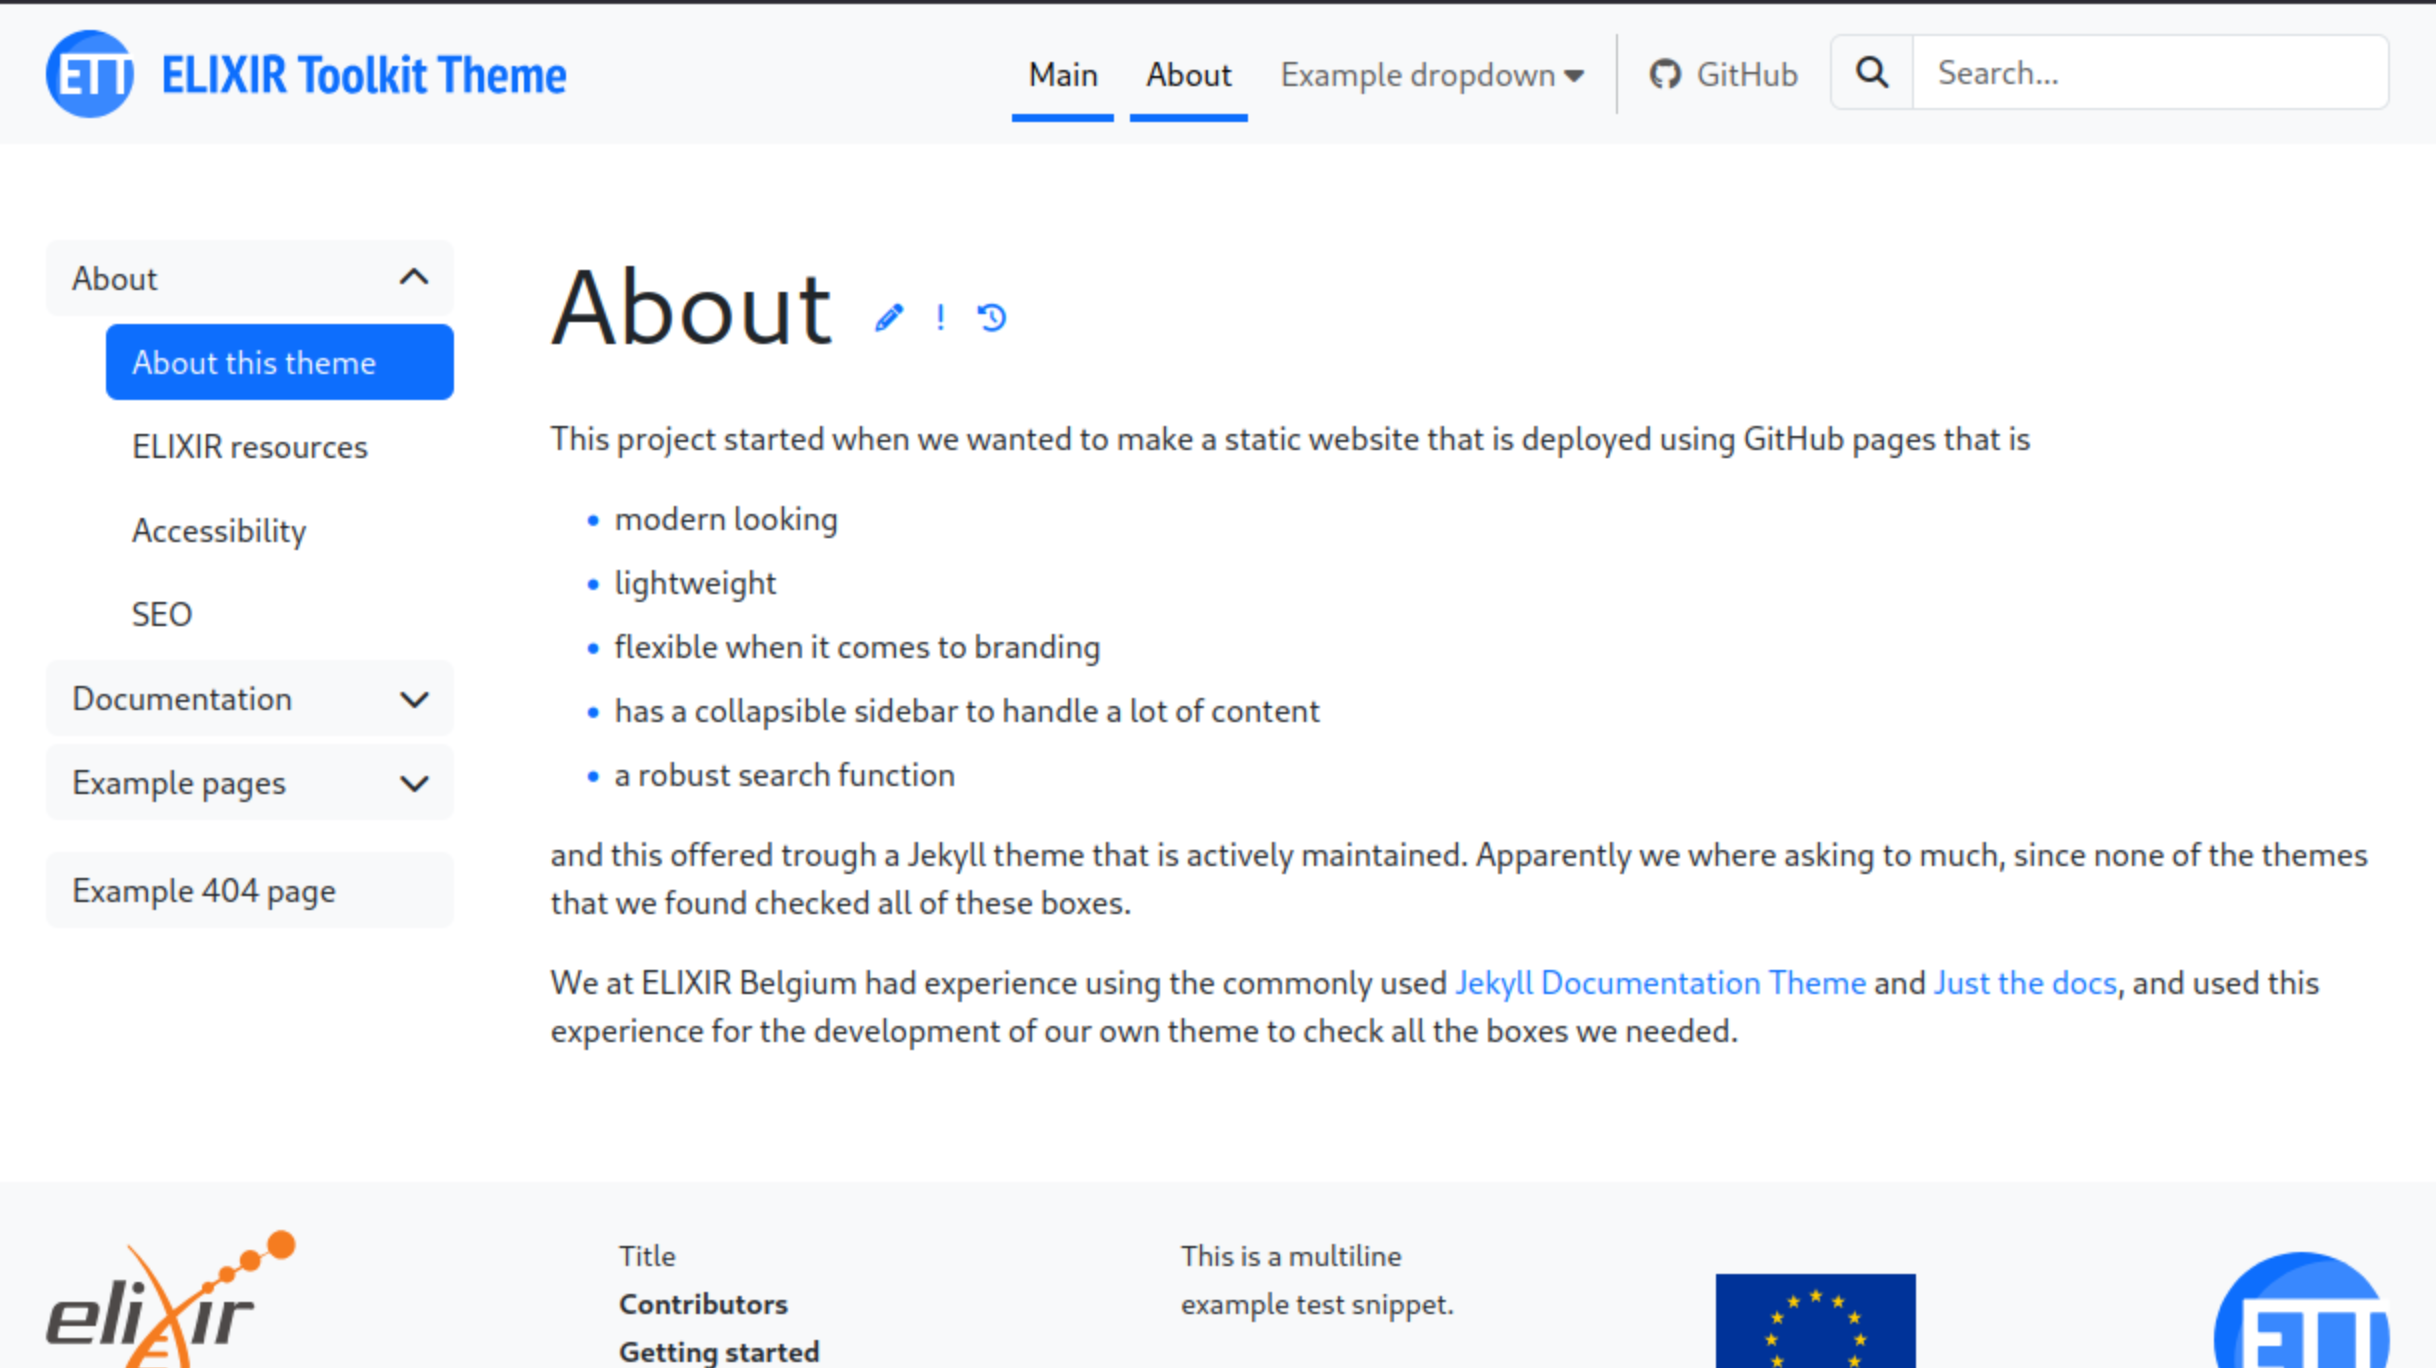 ETT ELIXIR Toolkit Theme
Main About Example dropdown GitHub Search...
About
About this theme
ELIXIR resources
Accessibility
SEO
Documentation
Example pages
Example 404 page
About
This project started when we wanted to make a static website that is deployed using GitHub pages that is
modern looking
lightweight
flexible when it comes to branding
has a collapsible sidebar to handle a lot of content
a robust search function
and this offered trough a Jekyll theme that is actively maintained. Apparently we where asking to much, since none of the themes
that we found checked all of these boxes.
We at ELIXIR Belgium had experience using the commonly used Jekyll Documentation Theme and Just the docs, and used this
experience for the development of our own theme to check all the boxes we needed.
elixir
Title
Contributors
Getting started
This is a multiline
example test snippet.
ETT